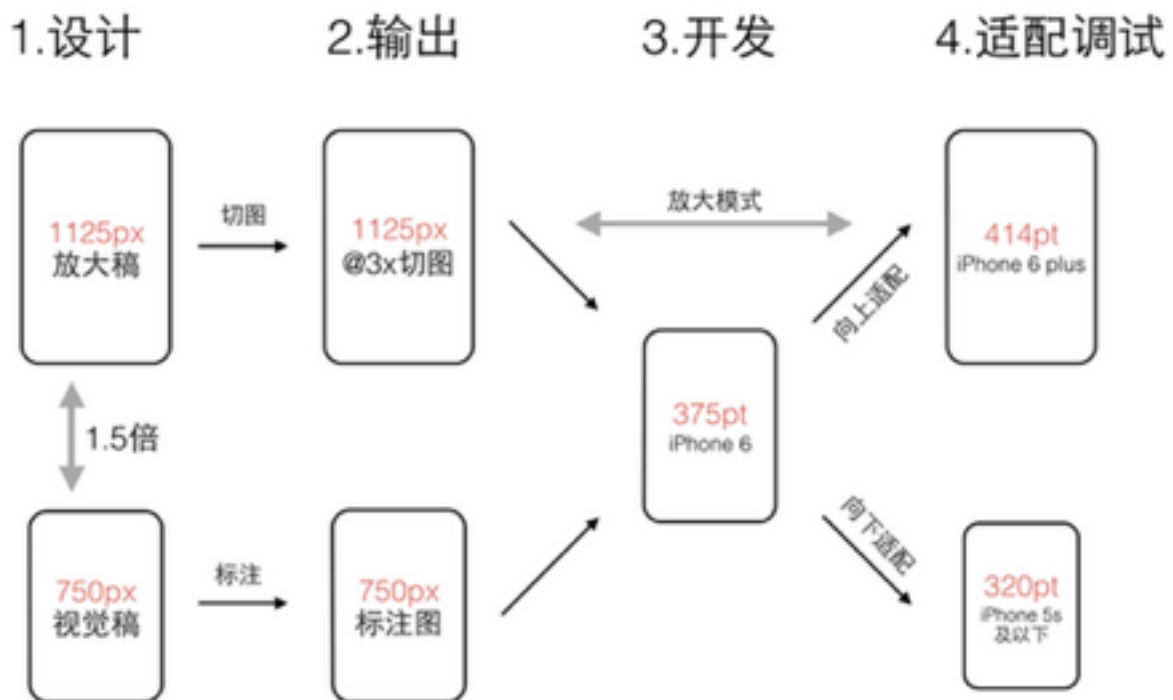 1.设计
2.输出
3.开发
4.适配调试
1125px
放大稿
切图
1125px
@3x切图
放大模式
向上适配
414pt
iPhone 6 plus
1.5倍
375pt
iPhone 6
750px
视觉稿
标注
750px
标注图
向下适配
320pt
iPhone 5s
及以下